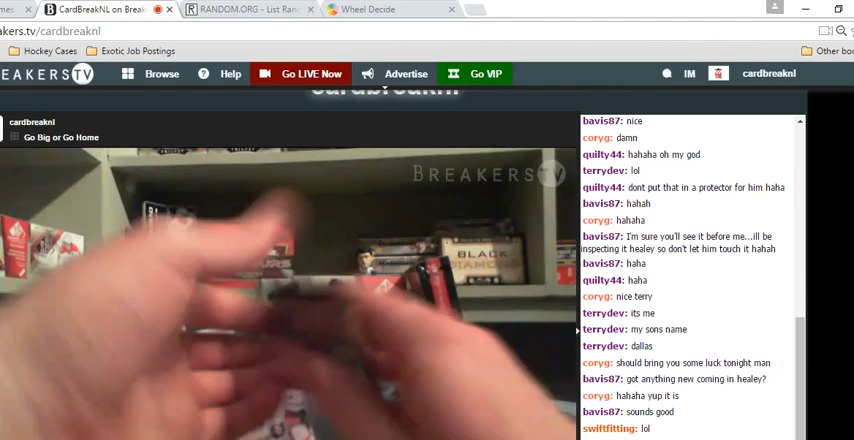 mes
CardBreakNL on Break
RANDOM.ORG - List Ran
Wheel Decide
eakers.tv/cardbreaknl
Hockey Cases
Exotic Job Postings
Other boo
REAKERSTV
Browse
Help
Go LIVE Now
Advertise
Go VIP
IM
cardbreaknl
cardbreaknl
cardbreaknl
Go Big or Go Home
BREAKERSTV
BLACK
DIAMOND
bavis87: nice
coryg: damn
quilty44: hahaha oh my god
terrydev: lol
quilty44: dont put that in a protector for him haha
bavis87: hahah
coryg: hahaha
bavis87: I'm sure you'll see it before me...ill be
inspecting it healey so don't let him touch it hahah
bavis87: haha
quilty44: haha
coryg: nice terry
terrydev: its me
terrydev: my sons name
terrydev: dallas
coryg: should bring you some luck tonight man
bavis87: got anything new coming in healey?
coryg: hahaha yup it is
bavis87: sounds good
swiftfitting: lol